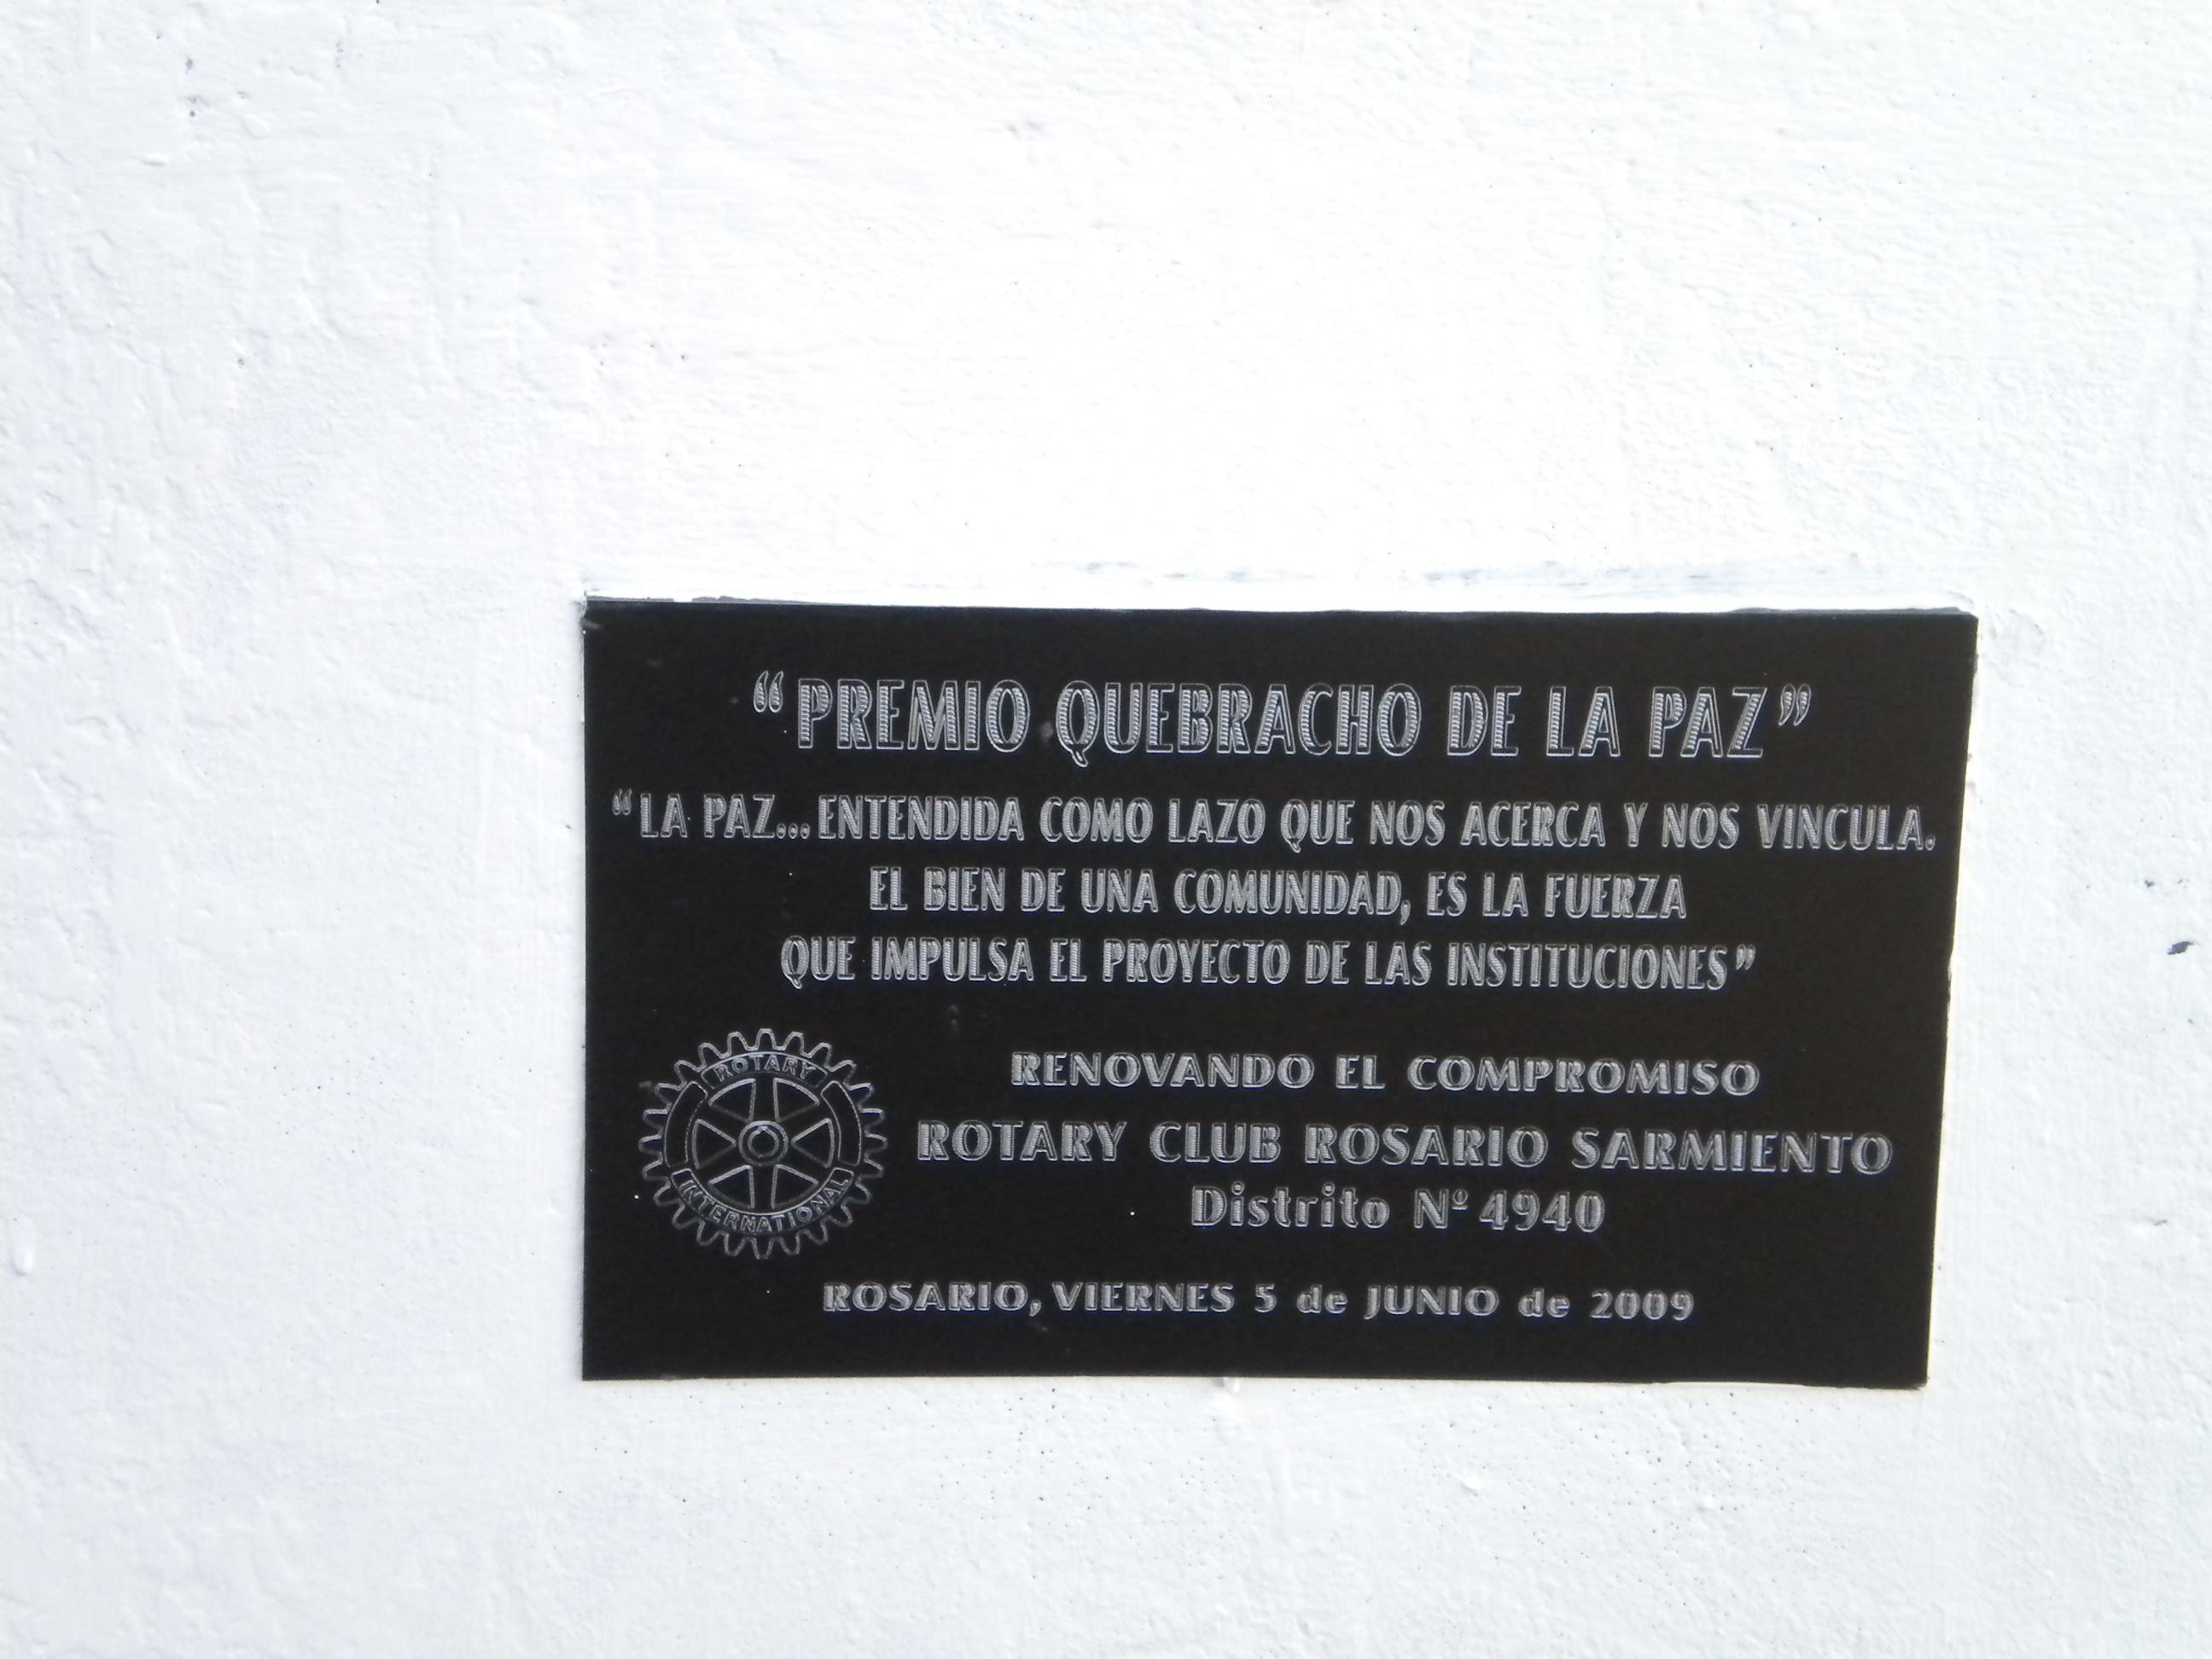 “PREMIO QUEBRACHO DE LA PAZ”
“LA PAZ... ENTENDIDA COMO LAZO QUE NOS ACERCA Y NOS VINCULA.
EL BIEN DE UNA COMUNIDAD, ES LA FUERZA
QUE IMPULSA EL PROYECTO DE LAS INSTITUCIONES”
ROTARY
INTERNATIONAL
RENOVANDO EL COMPROMISO
ROTARY CLUB ROSARIO SARMIENTO
Distrito Nº 4940
ROSARIO, VIERNES 5 de JUNIO de 2009